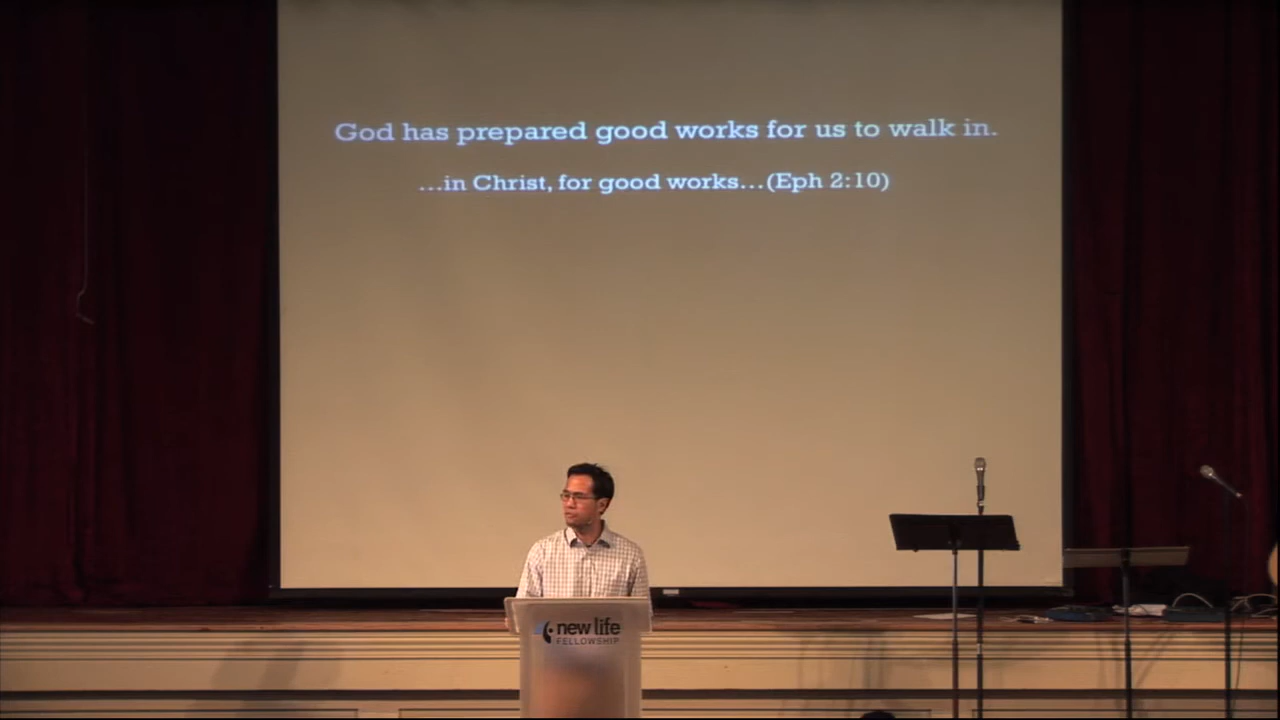 God has prepared good works for us to walk in.
...in Christ, for good works...(Eph 2:10)
new life
FELLOWSHIP